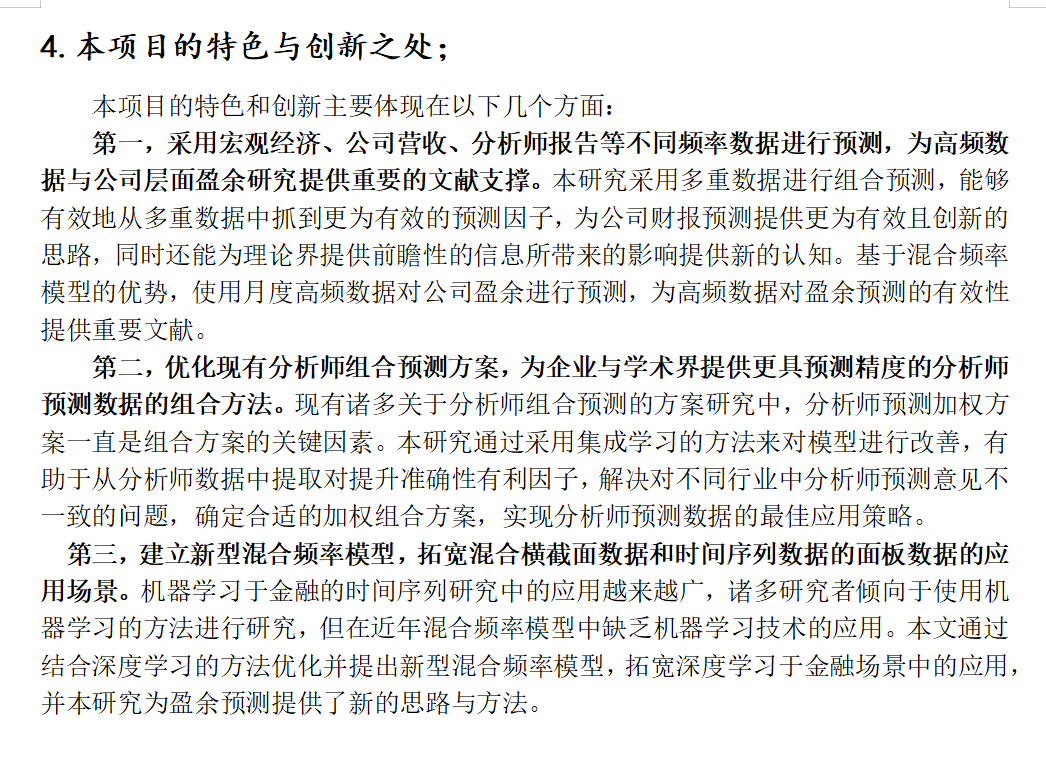 4. 本项目的特色与创新之处；
本项目的特色和创新主要体现在以下几个方面：
第一，采用宏观经济、公司营收、分析师报告等不同频率数据进行预测，为高频数
据与公司层面盈余研究提供重要的文献支撑。本研究采用多重数据进行组合预测，能够
有效地从多重数据中抓到更为有效的预测因子，为公司财报预测提供更为有效且创新的
思路，同时还能为理论界提供前瞻性的信息所带来的影响提供新的认知。基于混合频率
模型的优势，使用月度高频数据对公司盈余进行预测，为高频数据对盈余预测的有效性
提供重要文献。
第二，优化现有分析师组合预测方案，为企业与学术界提供更具预测精度的分析师
预测数据的组合方法。现有诸多关于分析师组合预测的方案研究中，分析师预测加权方
案一直是组合方案的关键因素。本研究通过采用集成学习的方法来对模型进行改善，有
助于从分析师数据中提取对提升准确性有利因子，解决对不同行业中分析师预测意见不
一致的问题，确定合适的加权组合方案，实现分析师预测数据的最佳应用策略。
第三，建立新型混合频率模型，拓宽混合横截面数据和时间序列数据的面板数据的应
用场景。机器学习于金融的时间序列研究中的应用越来越广，诸多研究者倾向于使用机
器学习的方法进行研究，但在近年混合频率模型中缺乏机器学习技术的应用。本文通过
结合深度学习的方法优化并提出新型混合频率模型，拓宽深度学习于金融场景中的应用，
并本研究为盈余预测提供了新的思路与方法。